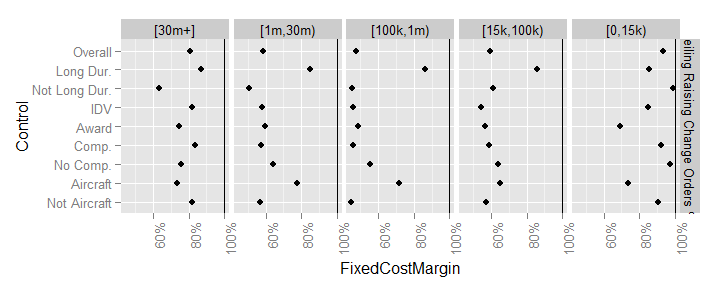 [30m+] [1m,30m) [100k,1m) [15k,100k) [0,15k)
Overall
Long Dur.
Not Long Dur.
IDV
Award
Comp.
No Comp.
Aircraft
Not Aircraft
Control
eiling Raising Change Orders
60% 80% 100% 60% 80% 100% 60% 80% 100% 60% 80% 100% 60% 80% 100%
FixedCostMargin